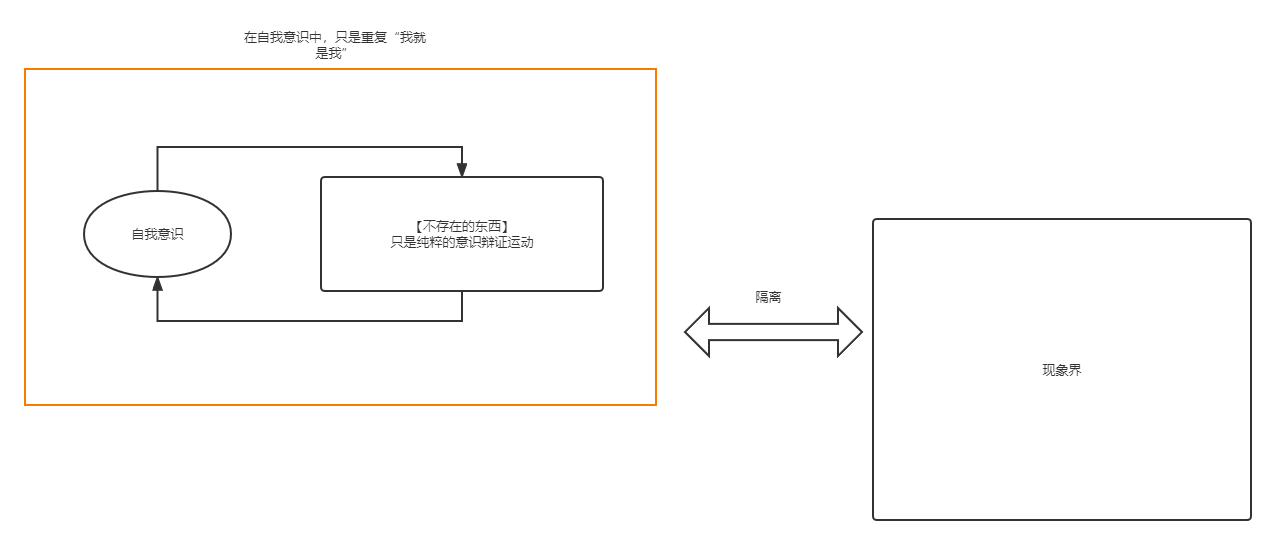 在自我意识中，只是重复“我就
是我”
自我意识
【不存在的东西】
只是纯粹的意识辩证运动
隔离
现象界